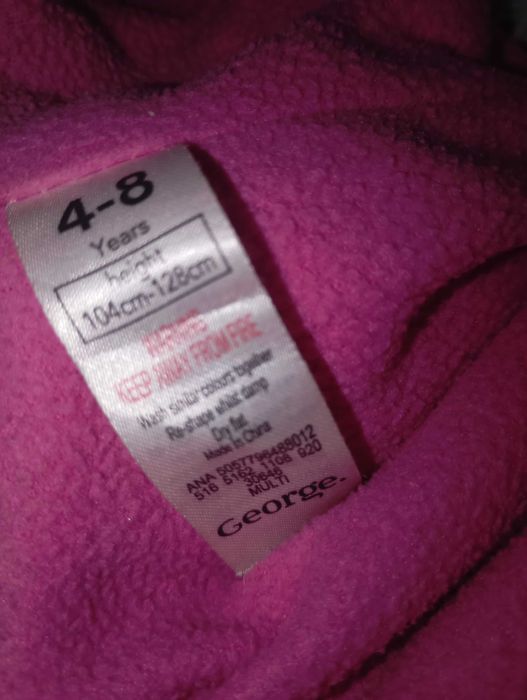 4-8
Years
height
104cm-128cm
WARNING
KEEP AWAY FROM FIRE
Wash similar colours together
Re-shape whilst damp
Dry flat
Made in China
ANA 5057796488012
516 5162 1108 920
30646
MULTI
George.